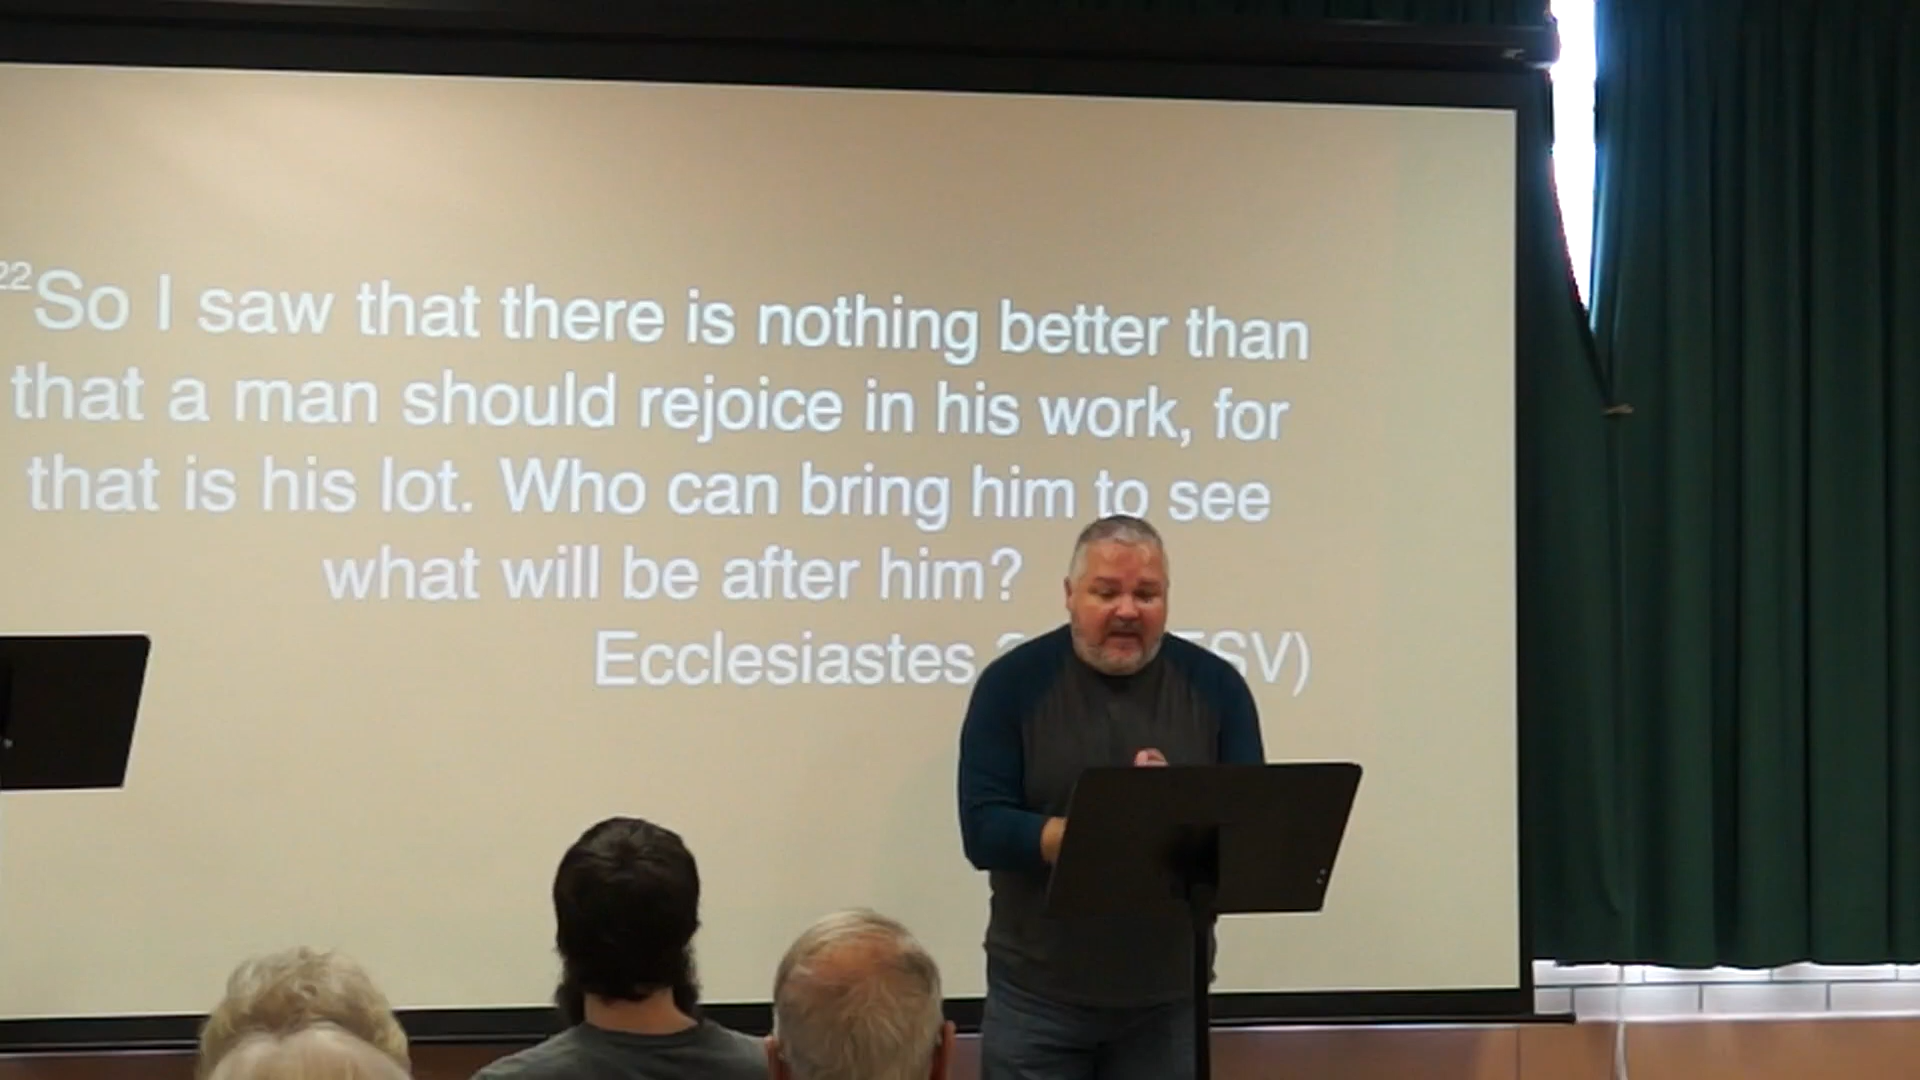 22So I saw that there is nothing better than
that a man should rejoice in his work, for
that is his lot. Who can bring him to see
what will be after him?
Ecclesiastes